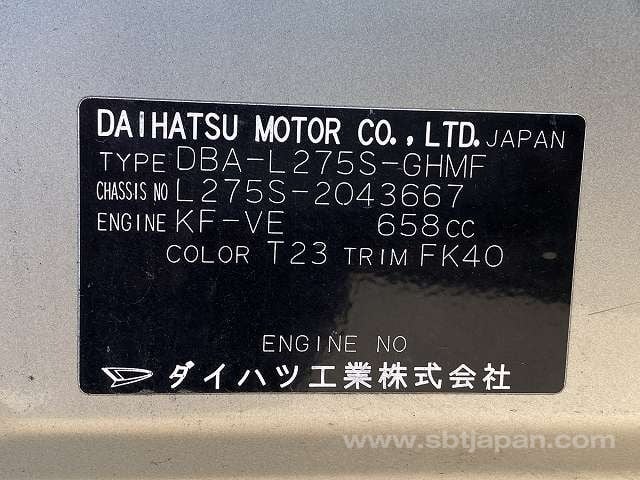 DAIHATSU MOTOR CO., LTD. JAPAN
TYPE DBA-L275S-GHMF
CHASSIS NO L275S-2043667
ENGINE KF-VE 658cc
COLOR T23 TRIM FK40
ENGINE NO
ダイハツ工業株式会社
www.sbtjapan.com